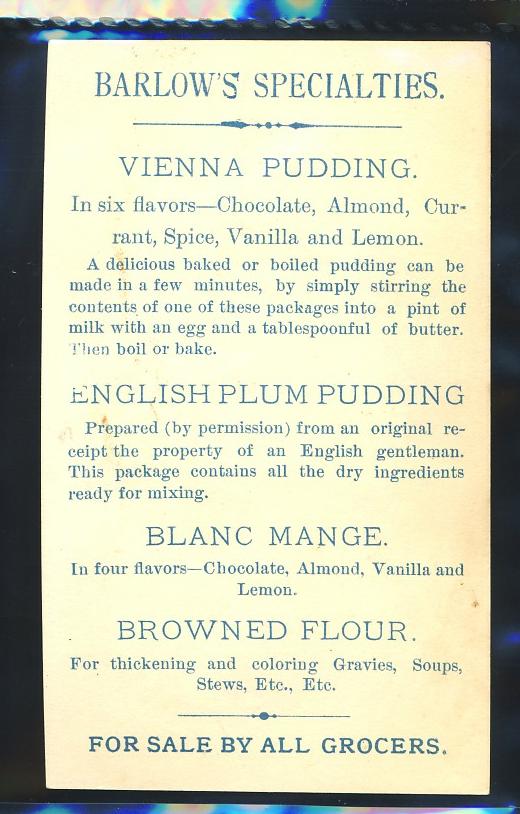 BARLOW'S SPECIALTIES.
VIENNA PUDDING.
In six flavors—Chocolate, Almond, Cur-
rant, Spice, Vanilla and Lemon.
A delicious baked or boiled pudding can be
made in a few minutes, by simply stirring the
contents of one of these packages into a pint of
milk with an egg and a tablespoonful of butter.
Then boil or bake.
ENGLISH PLUM PUDDING
Prepared (by permission) from an original re-
ceipt the property of an English gentleman.
This package contains all the dry ingredients
ready for mixing.
BLANC MANGE.
In four flavors—Chocolate, Almond, Vanilla and
Lemon.
BROWNED FLOUR.
For thickening and coloring Gravies, Soups,
Stews, Etc., Etc.
FOR SALE BY ALL GROCERS.